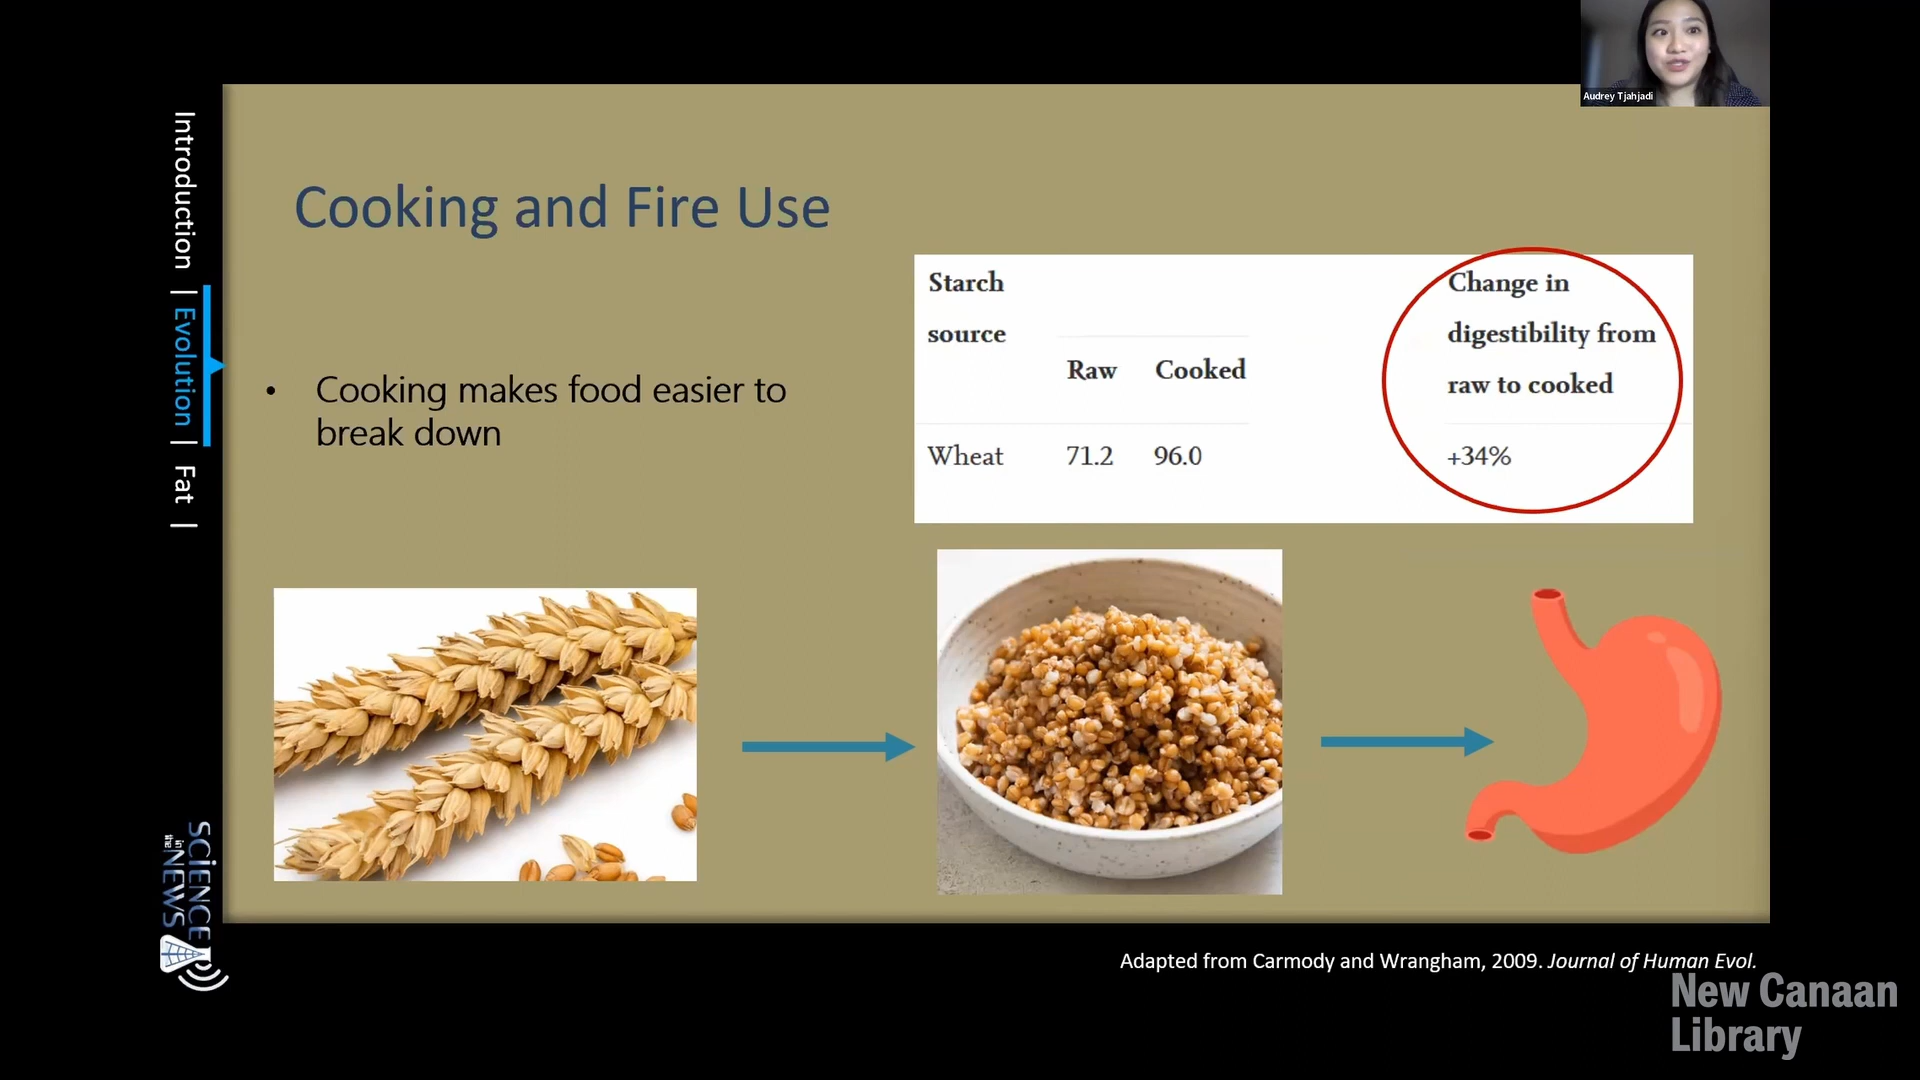 Audrey Tjahjadi
Introduction | Evolution | Fat |
Cooking and Fire Use
• Cooking makes food easier to
break down
Starch
source
Raw Cooked
Change in
digestibility from
raw to cooked
Wheat 71.2 96.0 +34%
SCIENCE
in the
NEWS
Adapted from Carmody and Wrangham, 2009. Journal of Human Evol.
New Canaan
Library